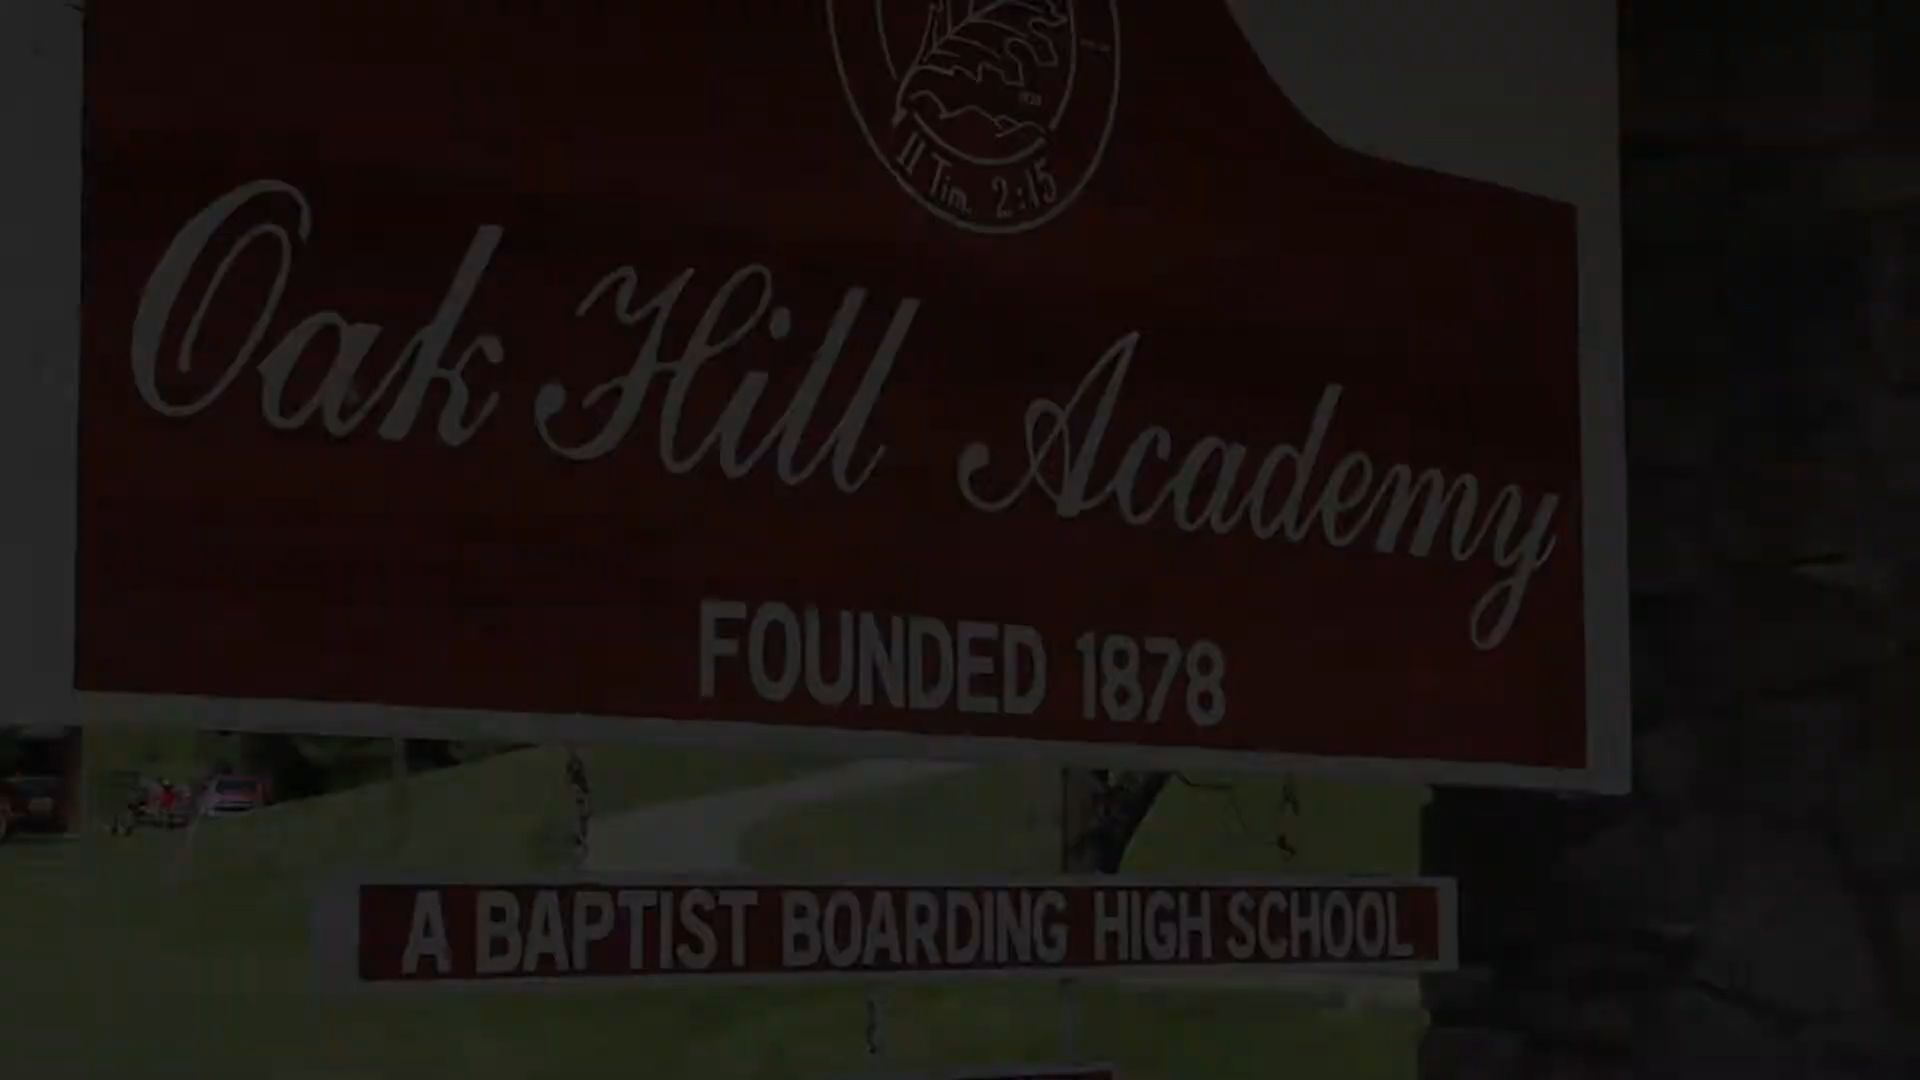 II Tim. 2:15
Oak Hill Academy
FOUNDED 1878
A BAPTIST BOARDING HIGH SCHOOL